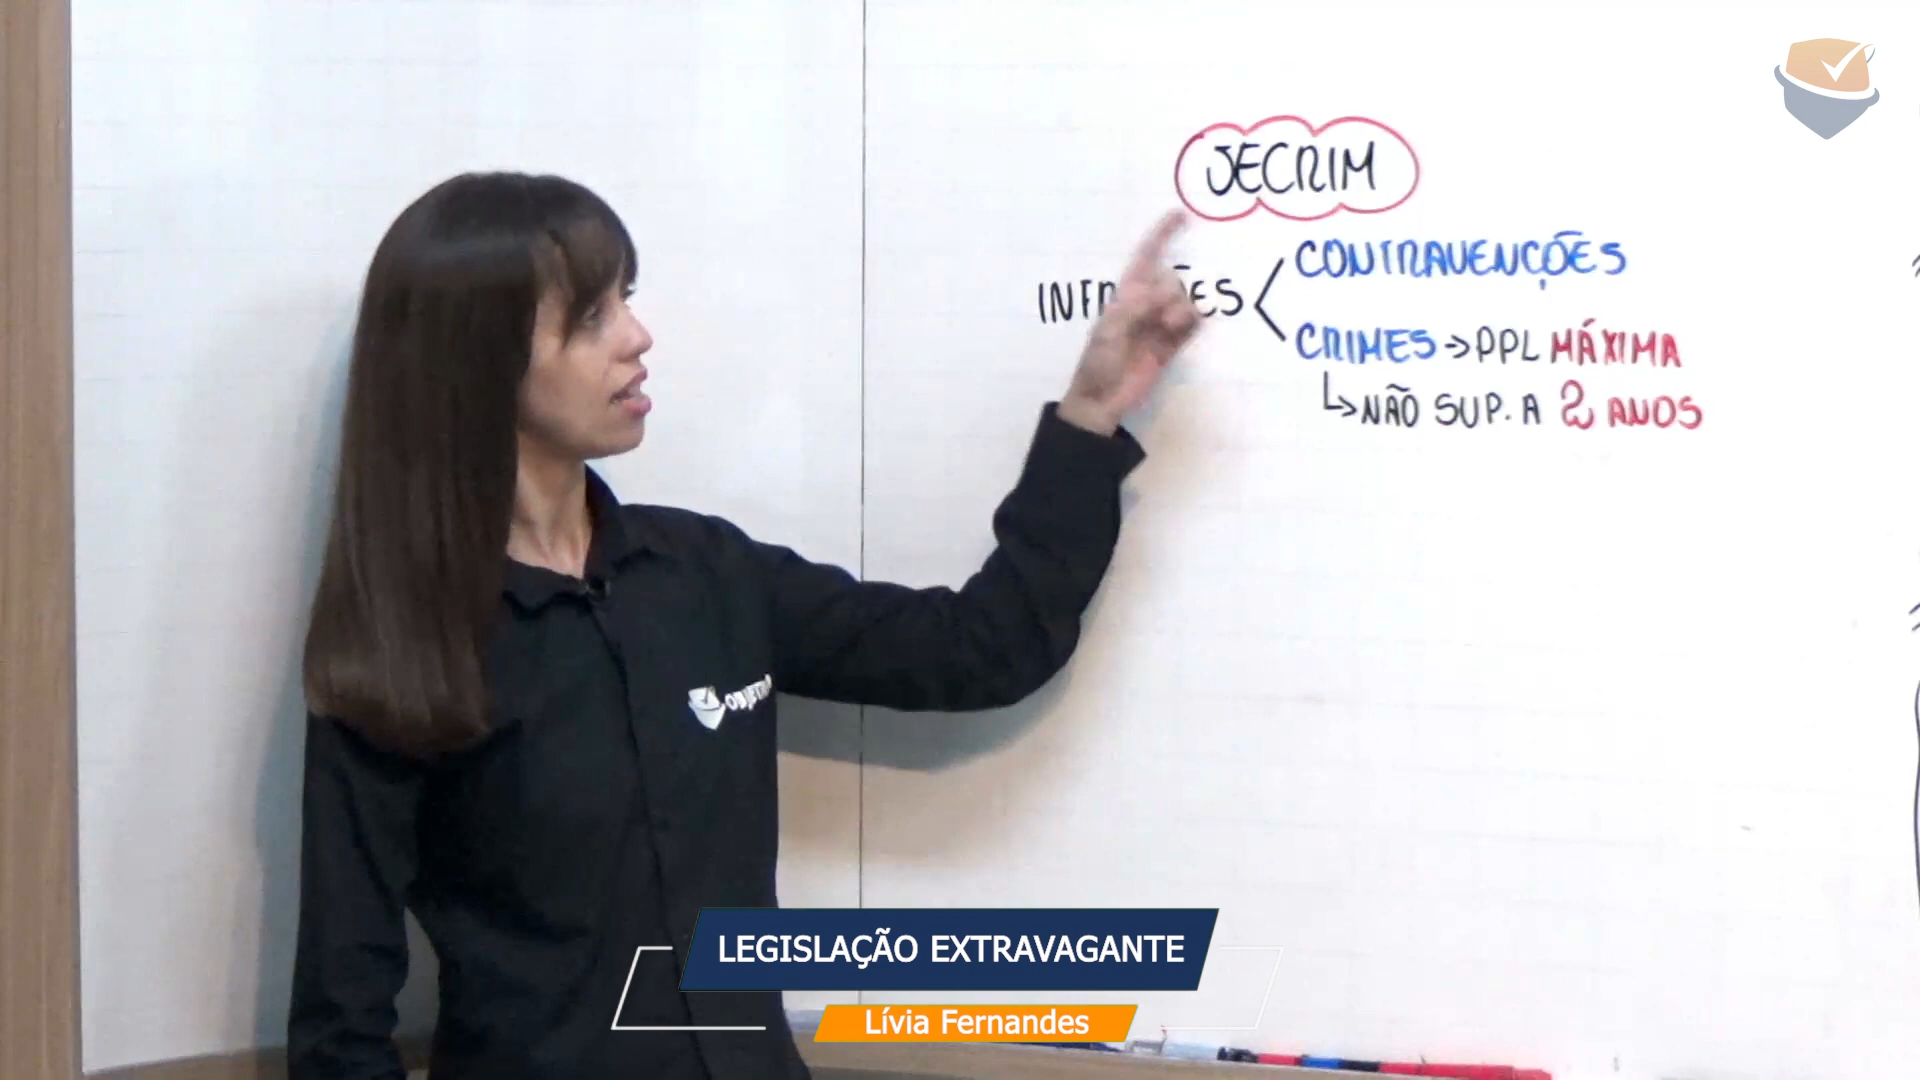 JECRIM
CONTRAVENÇÕES
CRIMES → PPL MÁXIMA
↳ NÃO SUP. A 2 ANOS
LEGISLAÇÃO EXTRAVAGANTE
Lívia Fernandes